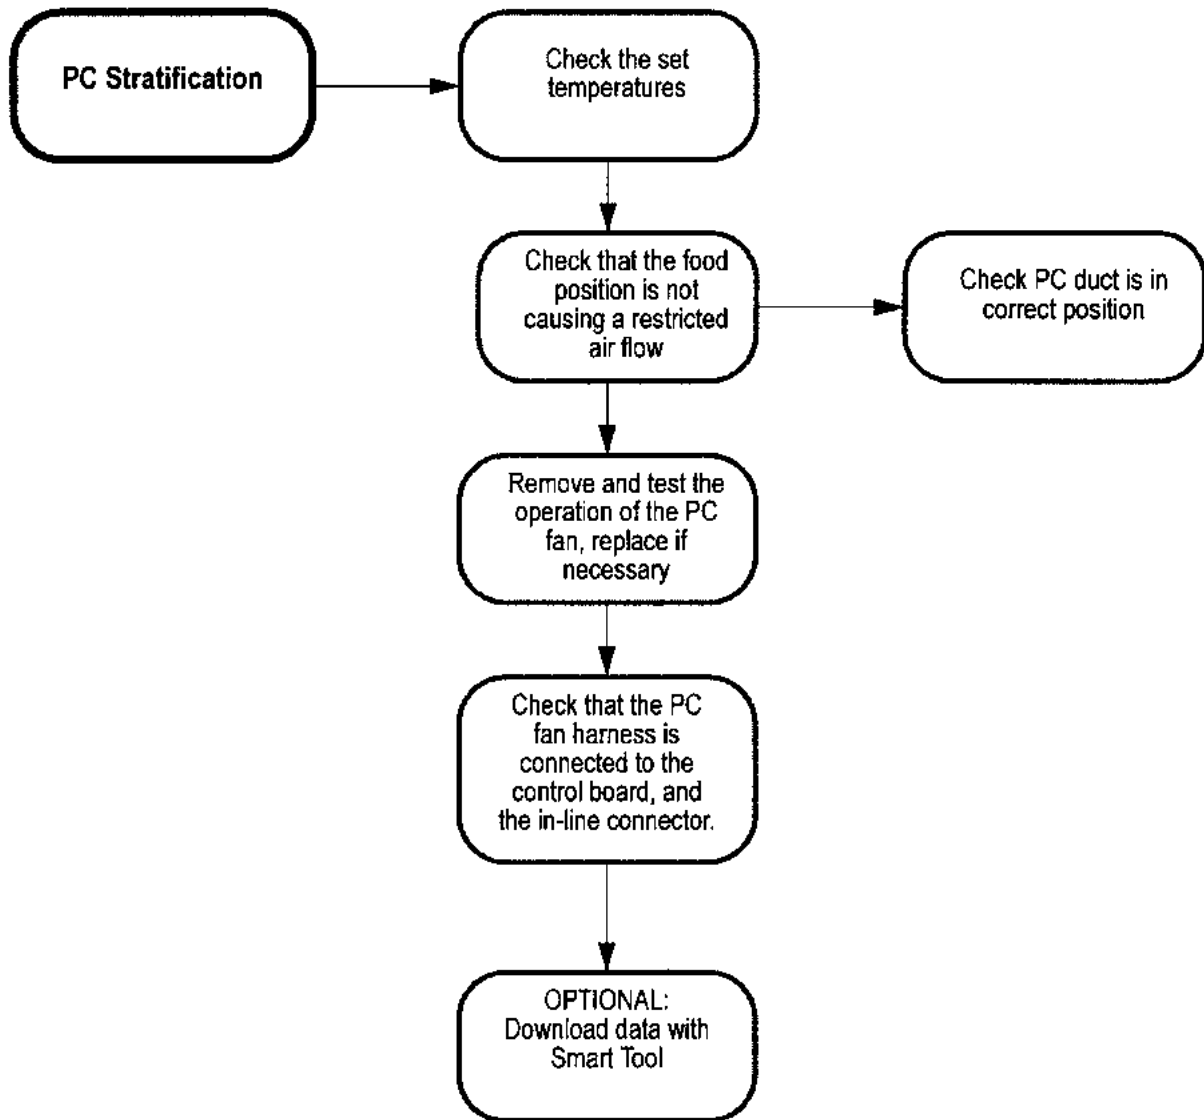 PC Stratification
Check the set
temperatures
Check that the food
position is not
causing a restricted
air flow
Check PC duct is in
correct position
Remove and test the
operation of the PC
fan, replace if
necessary
Check that the PC
fan harness is
connected to the
control board, and
the in-line connector.
OPTIONAL:
Download data with
Smart Tool